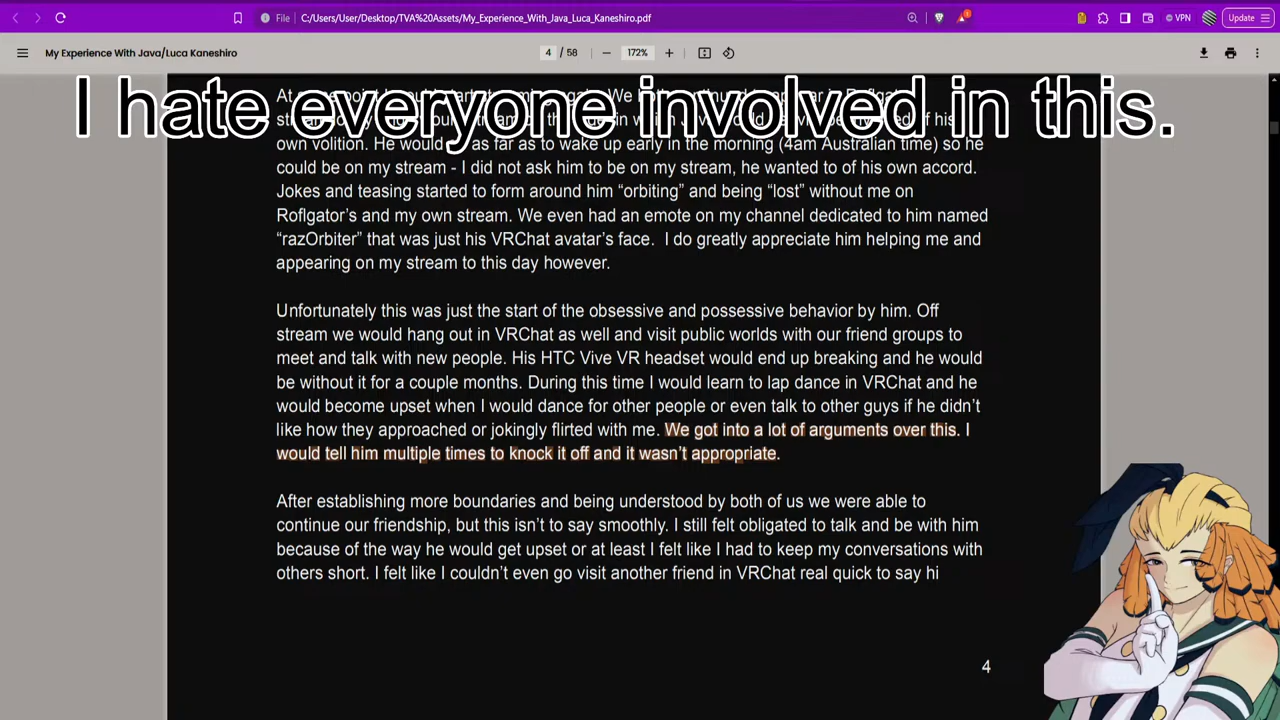 File C:/Users/User/Desktop/TVA%20Assets/My_Experience_With_Java_Luca_Kaneshiro.pdf VPN Update
My Experience With Java/Luca Kaneshiro 4 / 58 172%
I hate everyone involved in this.
At some point
own volition. He would as far as to wake up early in the morning (4am Australian time) so he
could be on my stream - I did not ask him to be on my stream, he wanted to of his own accord.
Jokes and teasing started to form around him “orbiting” and being “lost” without me on
Roflgator’s and my own stream. We even had an emote on my channel dedicated to him named
“razOrbiter” that was just his VRChat avatar’s face. I do greatly appreciate him helping me and
appearing on my stream to this day however.
Unfortunately this was just the start of the obsessive and possessive behavior by him. Off
stream we would hang out in VRChat as well and visit public worlds with our friend groups to
meet and talk with new people. His HTC Vive VR headset would end up breaking and he would
be without it for a couple months. During this time I would learn to lap dance in VRChat and he
would become upset when I would dance for other people or even talk to other guys if he didn’t
like how they approached or jokingly flirted with me. We got into a lot of arguments over this. I
would tell him multiple times to knock it off and it wasn’t appropriate.
After establishing more boundaries and being understood by both of us we were able to
continue our friendship, but this isn’t to say smoothly. I still felt obligated to talk and be with him
because of the way he would get upset or at least I felt like I had to keep my conversations with
others short. I felt like I couldn’t even go visit another friend in VRChat real quick to say hi
4